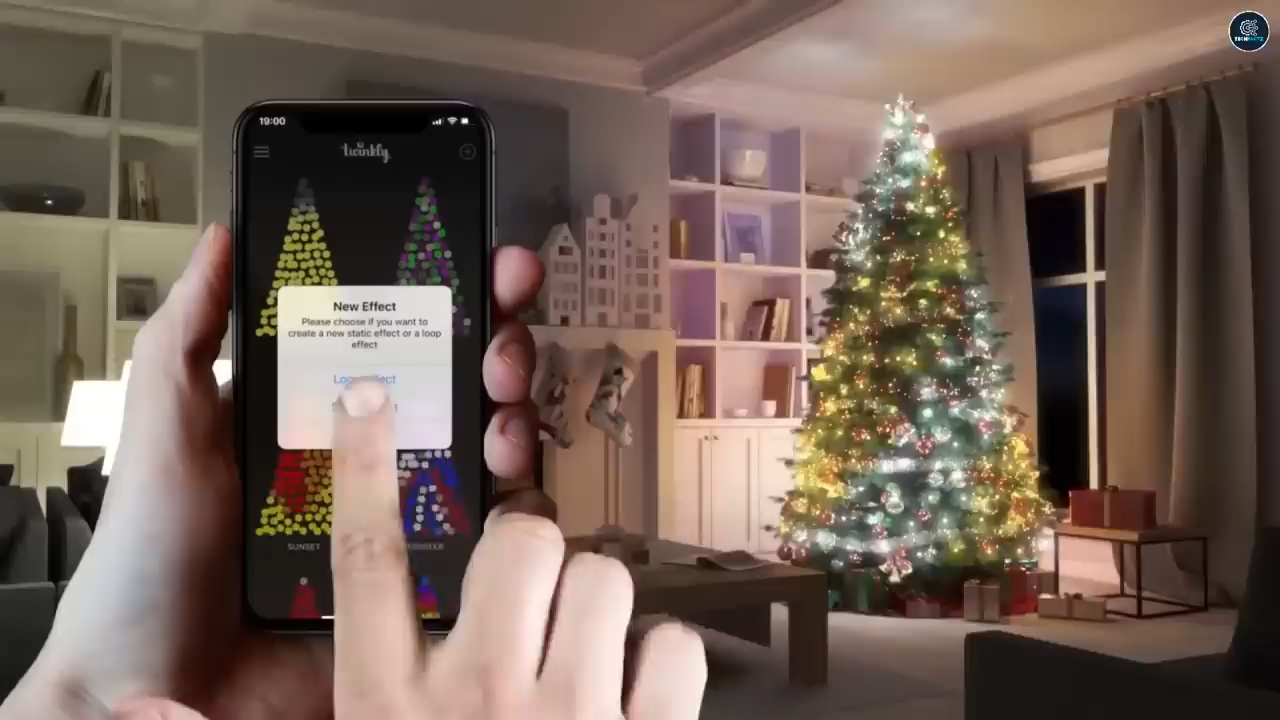 TECHFACTZ
19:00
twinkly
New Effect
Please choose if you want to
create a new static effect or a loop
effect
SUNSET